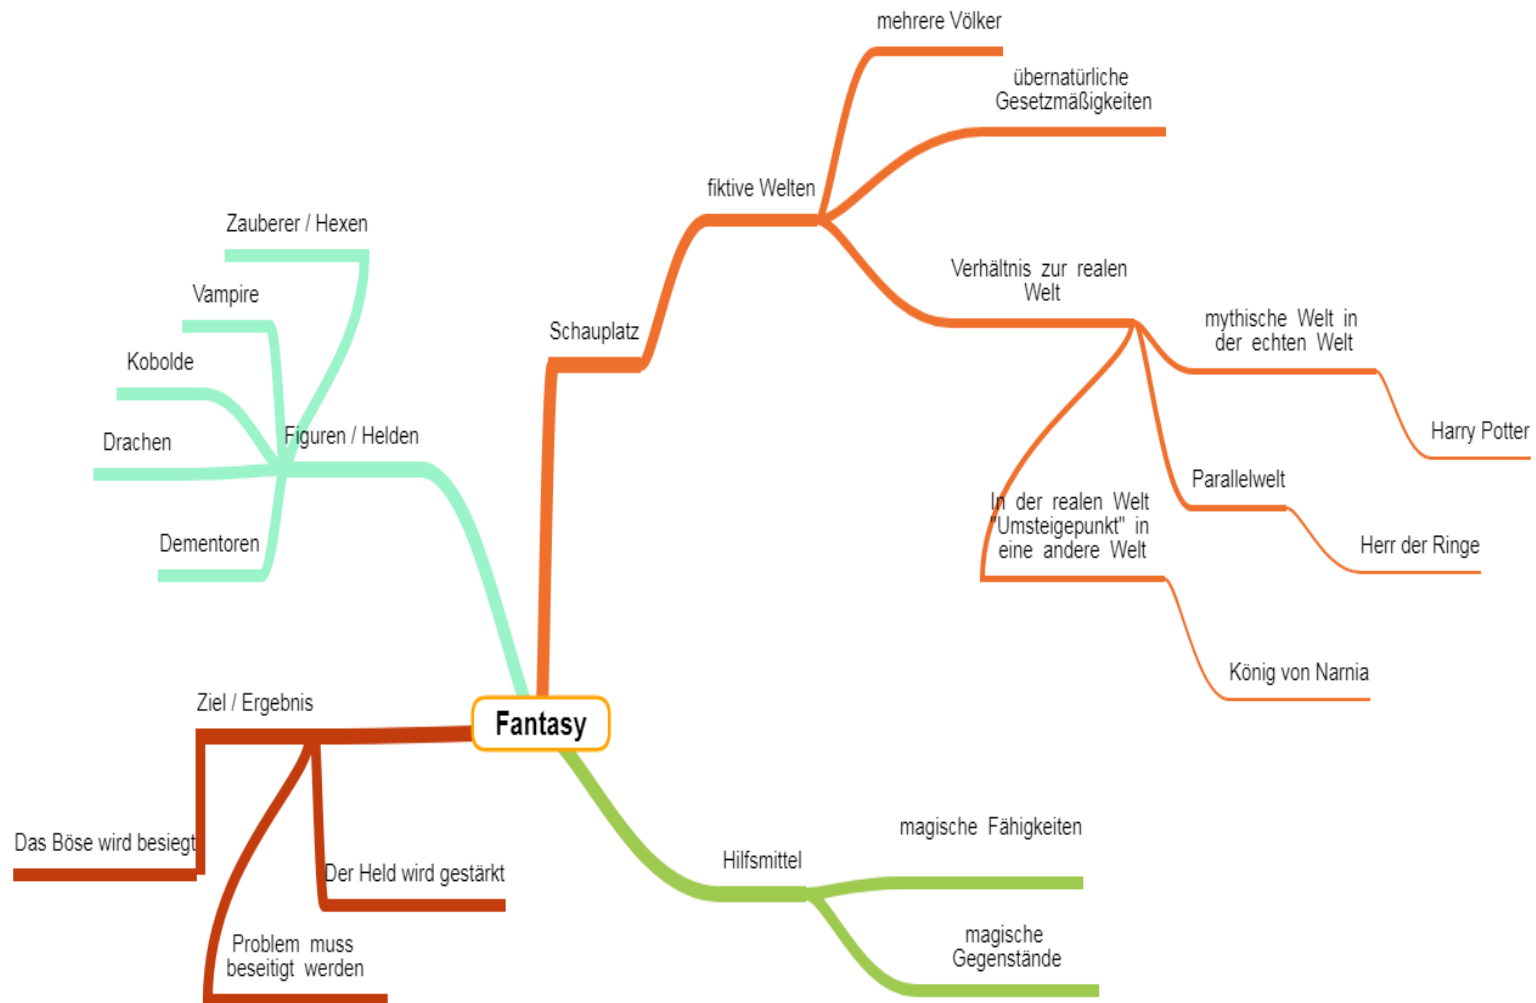 mehrere Völker
übernatürliche
Gesetzmäßigkeiten
fiktive Welten
Verhältnis zur realen
Welt
mythische Welt in
der echten Welt
Harry Potter
Parallelwelt
Herr der Ringe
In der realen Welt
"Umsteigepunkt" in
eine andere Welt
König von Narnia
Schauplatz
Zauberer / Hexen
Vampire
Kobolde
Drachen
Dementoren
Figuren / Helden
Fantasy
Ziel / Ergebnis
Das Böse wird besiegt
Der Held wird gestärkt
Problem muss
beseitigt werden
Hilfsmittel
magische Fähigkeiten
magische
Gegenstände